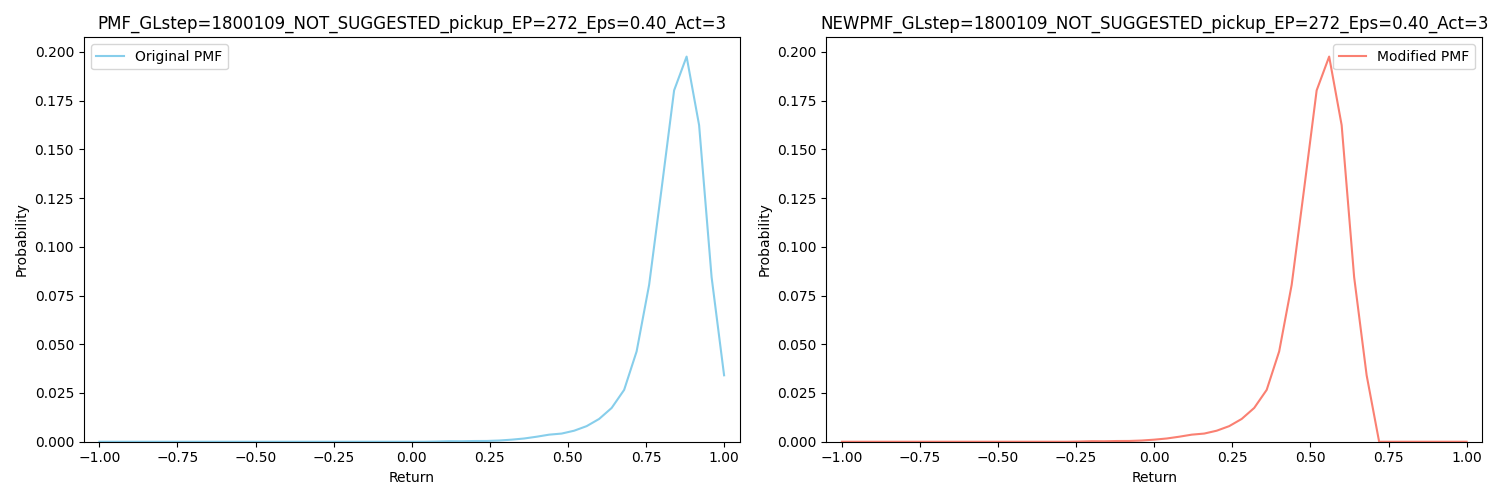 PMF_GLstep=1800109_NOT_SUGGESTED_pickup_EP=272_Eps=0.40_Act=3
Original PMF
0.200
0.175
0.150
0.125
0.100
0.075
0.050
0.025
0.000
Probability
−1.00 −0.75 −0.50 −0.25 0.00 0.25 0.50 0.75 1.00
Return
NEWPMF_GLstep=1800109_NOT_SUGGESTED_pickup_EP=272_Eps=0.40_Act=3
Modified PMF
0.200
0.175
0.150
0.125
0.100
0.075
0.050
0.025
0.000
Probability
−1.00 −0.75 −0.50 −0.25 0.00 0.25 0.50 0.75 1.00
Return